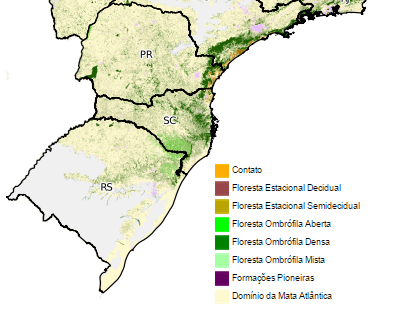 PR
SC
RS
Contato
Floresta Estacional Decidual
Floresta Estacional Semidecidual
Floresta Ombrófila Aberta
Floresta Ombrófila Densa
Floresta Ombrófila Mista
Formações Pioneiras
Domínio da Mata Atlântica